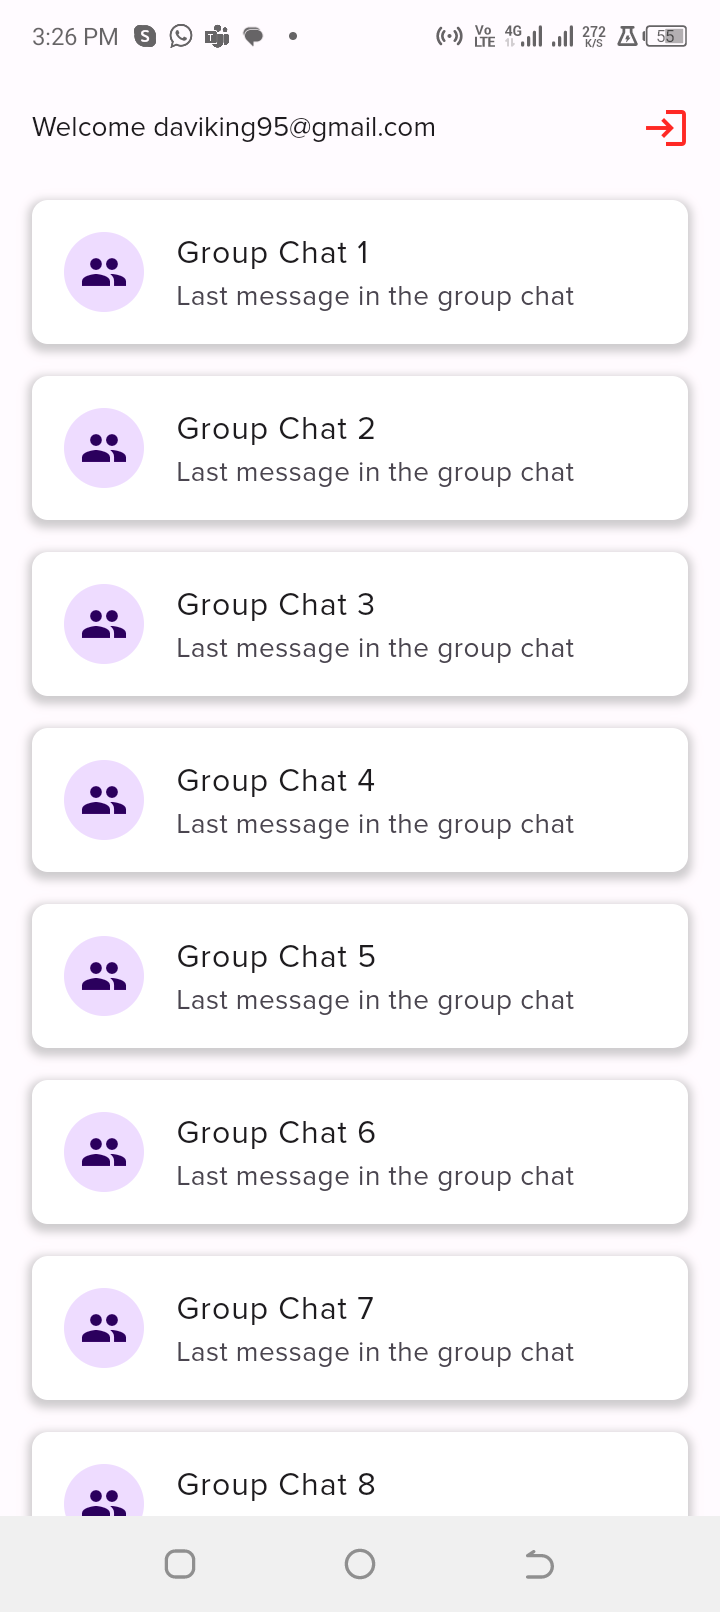 3:26 PM S Vo LTE 4G 272 K/S 55
Welcome daviking95@gmail.com
Group Chat 1
Last message in the group chat
Group Chat 2
Last message in the group chat
Group Chat 3
Last message in the group chat
Group Chat 4
Last message in the group chat
Group Chat 5
Last message in the group chat
Group Chat 6
Last message in the group chat
Group Chat 7
Last message in the group chat
Group Chat 8